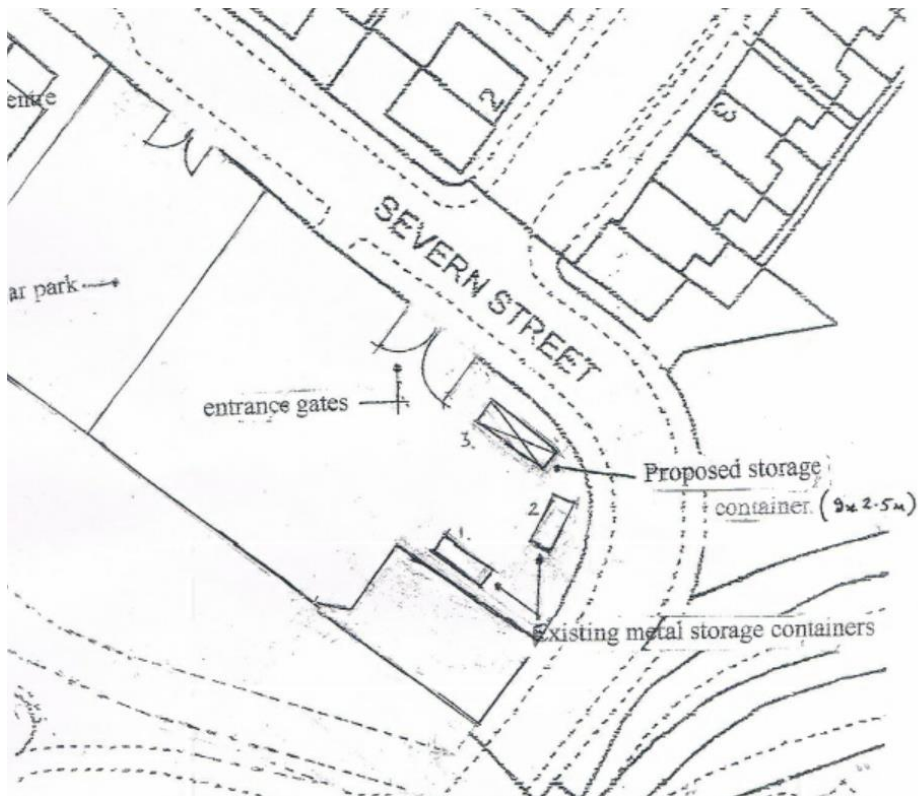 entre
2
3
SEVERN STREET
ar park
entrance gates
3.
Proposed storage
container. (9x2.5m)
2
1.
Existing metal storage containers